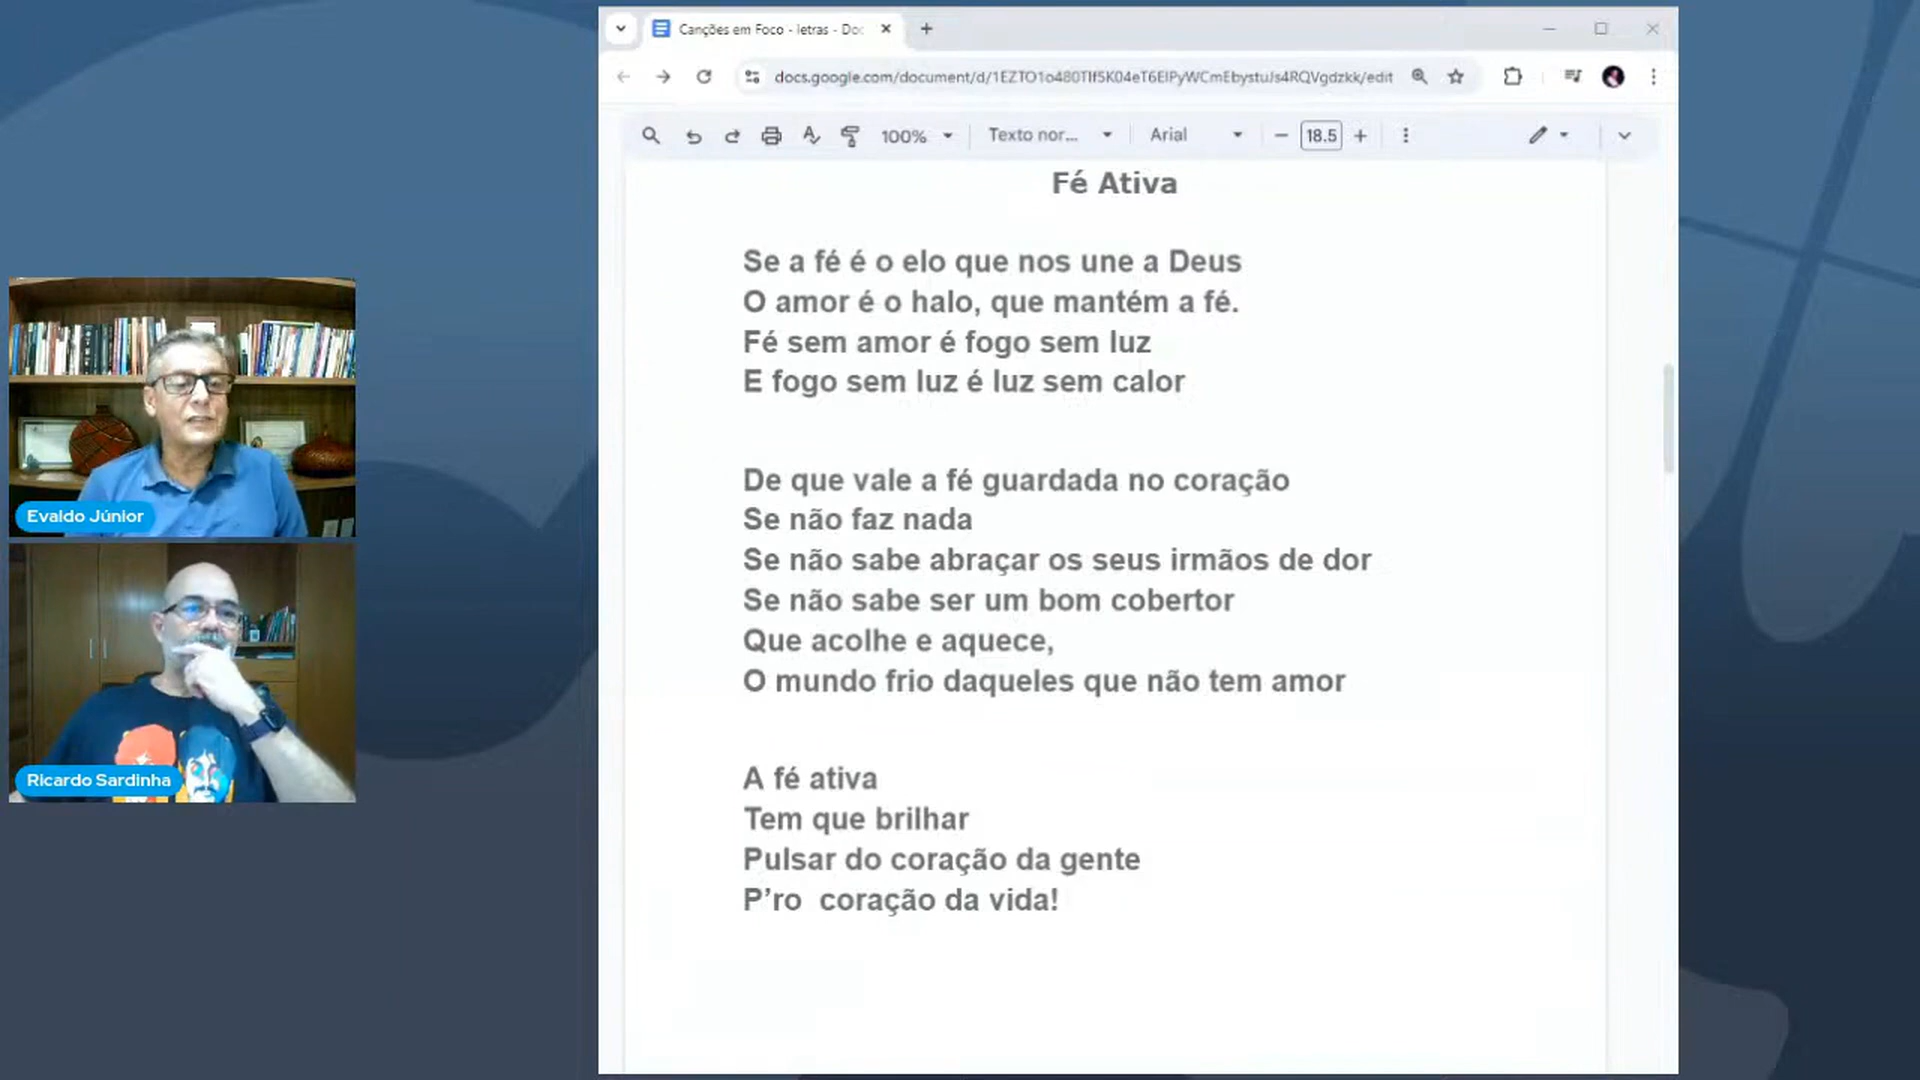 Canções em Foco - letras - Doc
docs.google.com/document/d/1EZTO1o480TIf5K04eT6EIPyWCmEbystuJs4RQVgdzkk/edit
100%
Texto nor...
Arial
18.5
Fé Ativa
Se a fé é o elo que nos une a Deus
O amor é o halo, que mantém a fé.
Fé sem amor é fogo sem luz
E fogo sem luz é luz sem calor
De que vale a fé guardada no coração
Se não faz nada
Se não sabe abraçar os seus irmãos de dor
Se não sabe ser um bom cobertor
Que acolhe e aquece,
O mundo frio daqueles que não tem amor
A fé ativa
Tem que brilhar
Pulsar do coração da gente
P’ro  coração da vida!
Evaldo Júnior
Ricardo Sardinha